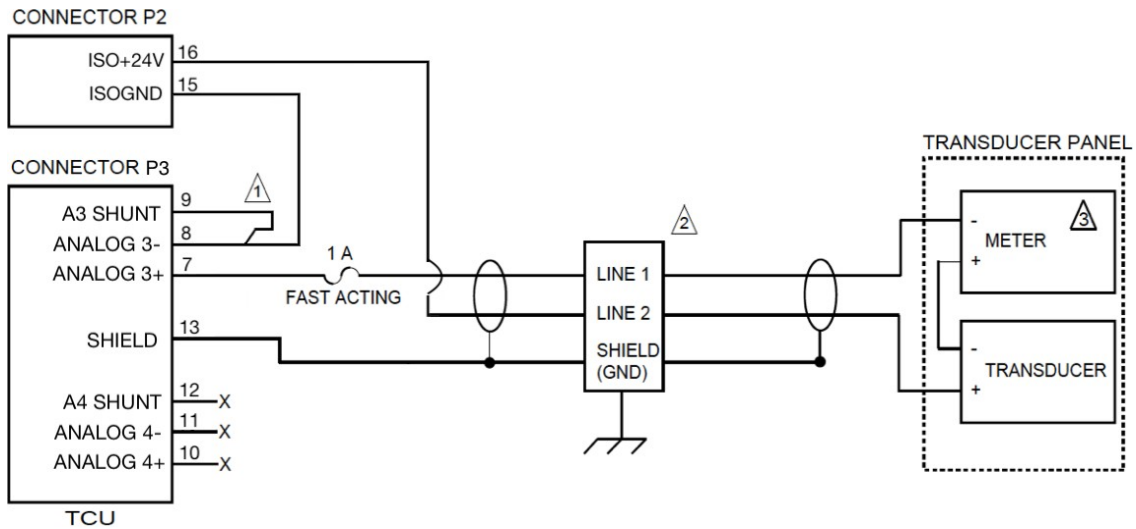 CONNECTOR P2
ISO+24V 16
ISOGND 15
CONNECTOR P3
A3 SHUNT 9
1
ANALOG 3- 8
ANALOG 3+ 7
1 A
FAST ACTING
SHIELD 13
A4 SHUNT 12 X
ANALOG 4- 11 X
ANALOG 4+ 10 X
TCU
2
LINE 1
LINE 2
SHIELD
(GND)
TRANSDUCER PANEL
3
-
METER
+
-
TRANSDUCER
+